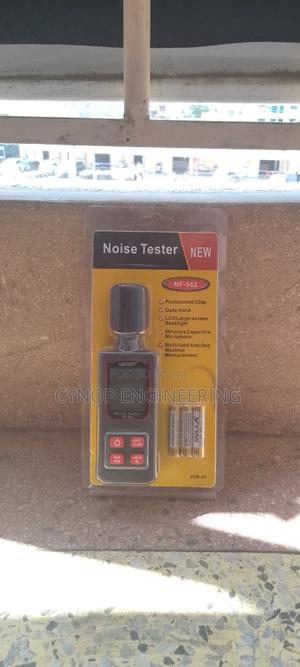 Noise Tester
NEW
NF-562
Professional Chip
Data Hold
LCD Large-screen
Backlight
Miniature Capacitive
Microphone
Multi-field And One
Machine
Measurement
POSTED
CYNOP ENGINEERING
Noise Tester